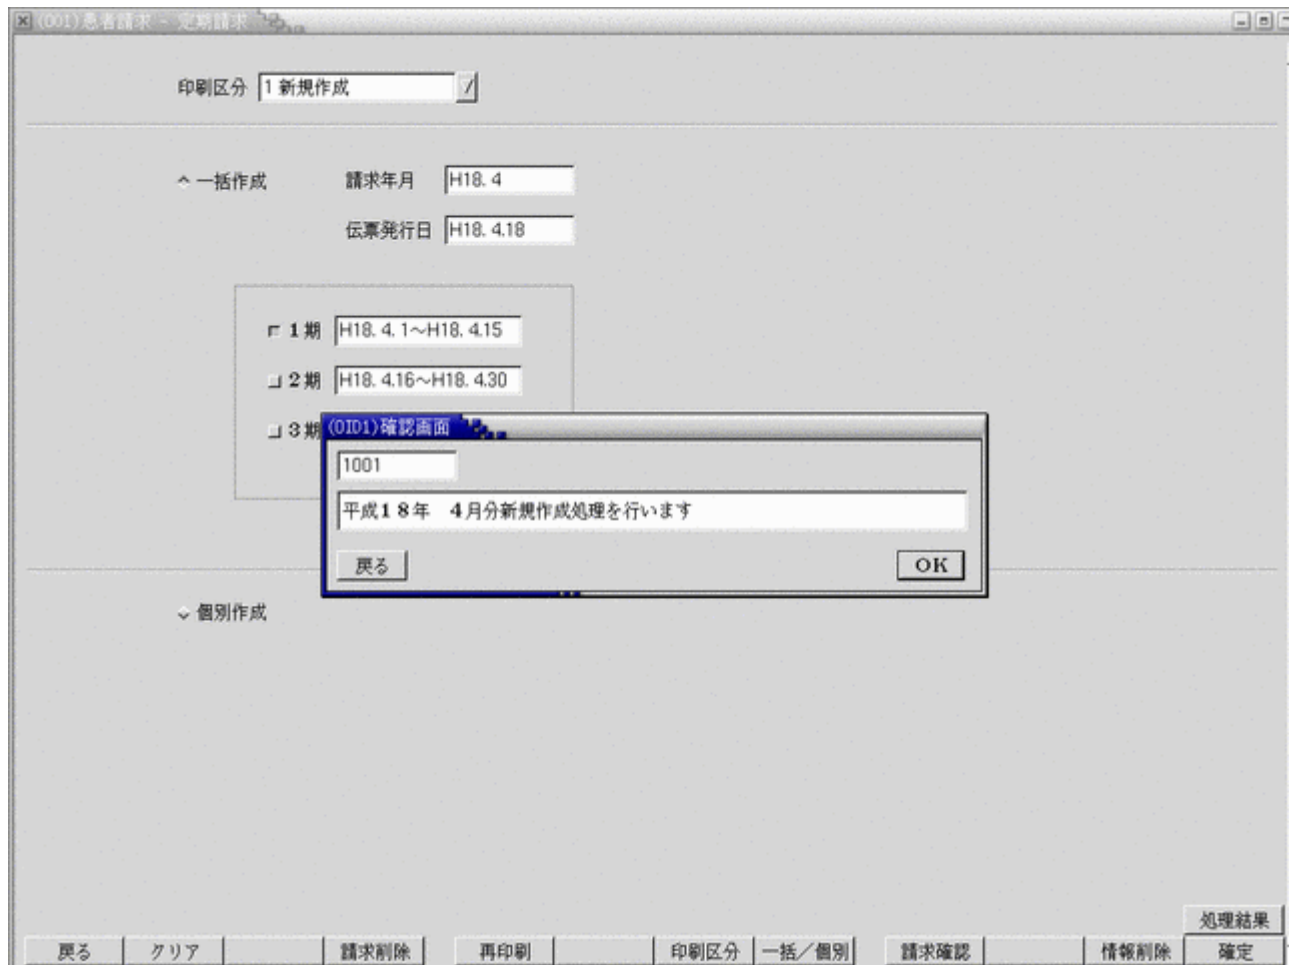 (001)患者請求 - 定期請求
印刷区分 1 新規作成
一括作成 請求年月 H18. 4
伝票発行日 H18. 4.18
1期 H18. 4. 1～H18. 4.15
2期 H18. 4.16～H18. 4.30
3期
(OID1)確認画面
1001
平成18年　4月分新規作成処理を行います
戻る OK
個別作成
処理結果
戻る クリア 請求削除 再印刷 印刷区分 一括／個別 請求確認 情報削除 確定